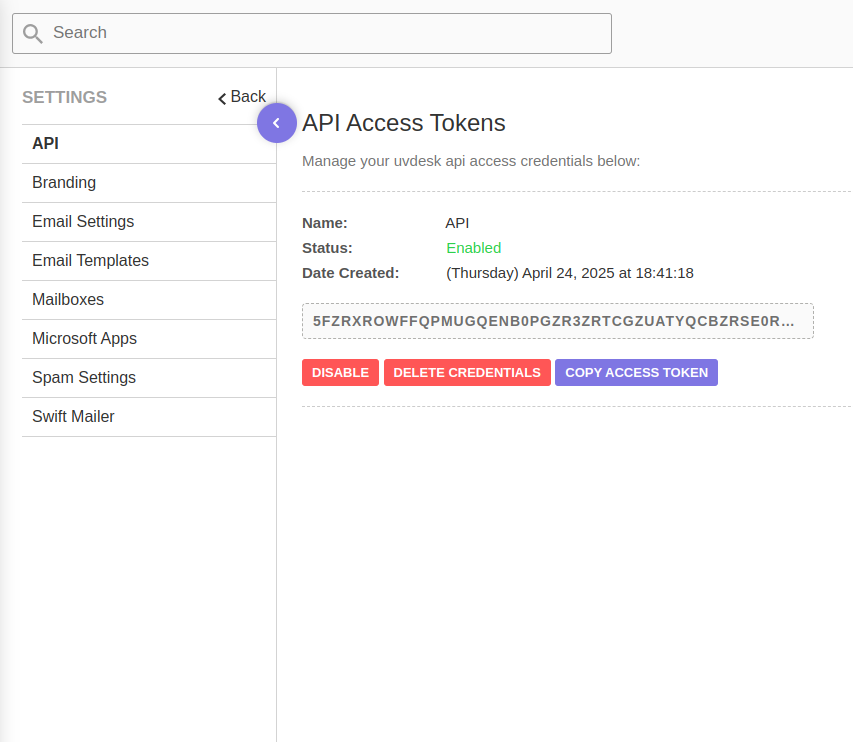 Search
SETTINGS
Back
API
Branding
Email Settings
Email Templates
Mailboxes
Microsoft Apps
Spam Settings
Swift Mailer
API Access Tokens
Manage your uvdesk api access credentials below:
Name: API
Status: Enabled
Date Created: (Thursday) April 24, 2025 at 18:41:18
5FZRXROWFFQPMUGQENB0PGZR3ZRTCGZUATYQCBZRSE0R...
DISABLE DELETE CREDENTIALS COPY ACCESS TOKEN